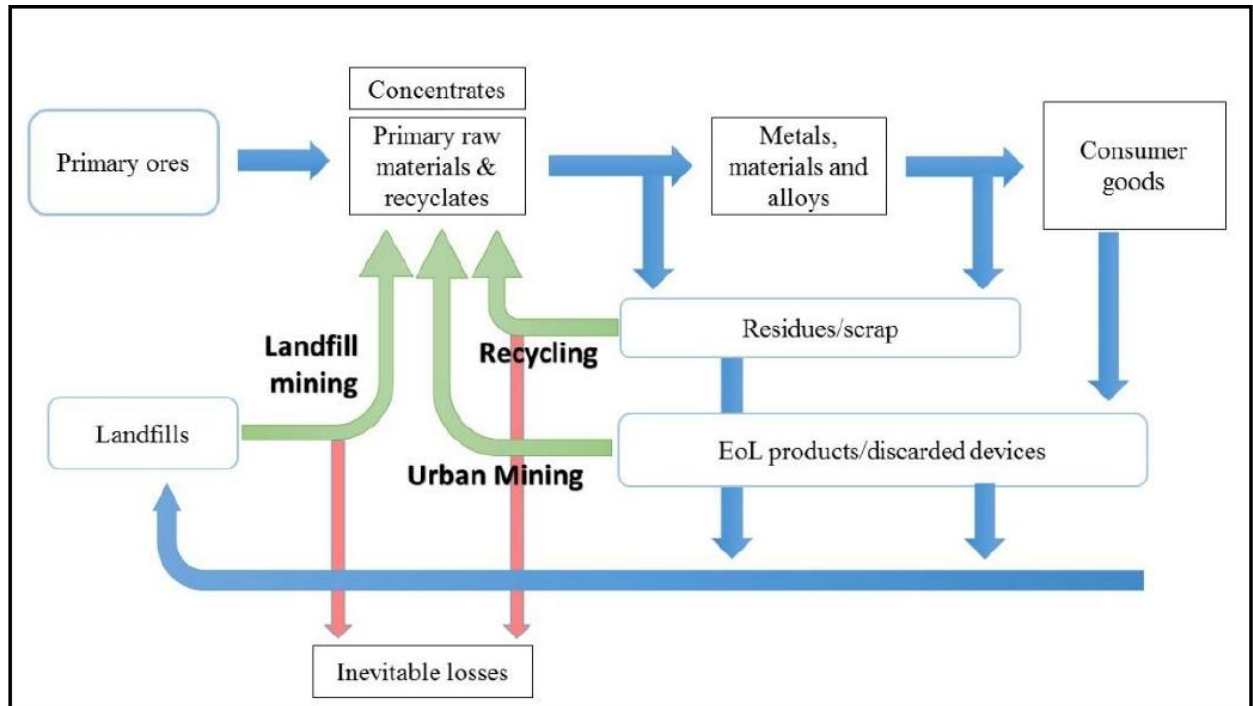 Concentrates
Primary ores
Primary raw
materials &
recyclates
Metals,
materials and
alloys
Consumer
goods
Residues/scrap
Landfill
mining
Recycling
Landfills
EoL products/discarded devices
Urban Mining
Inevitable losses